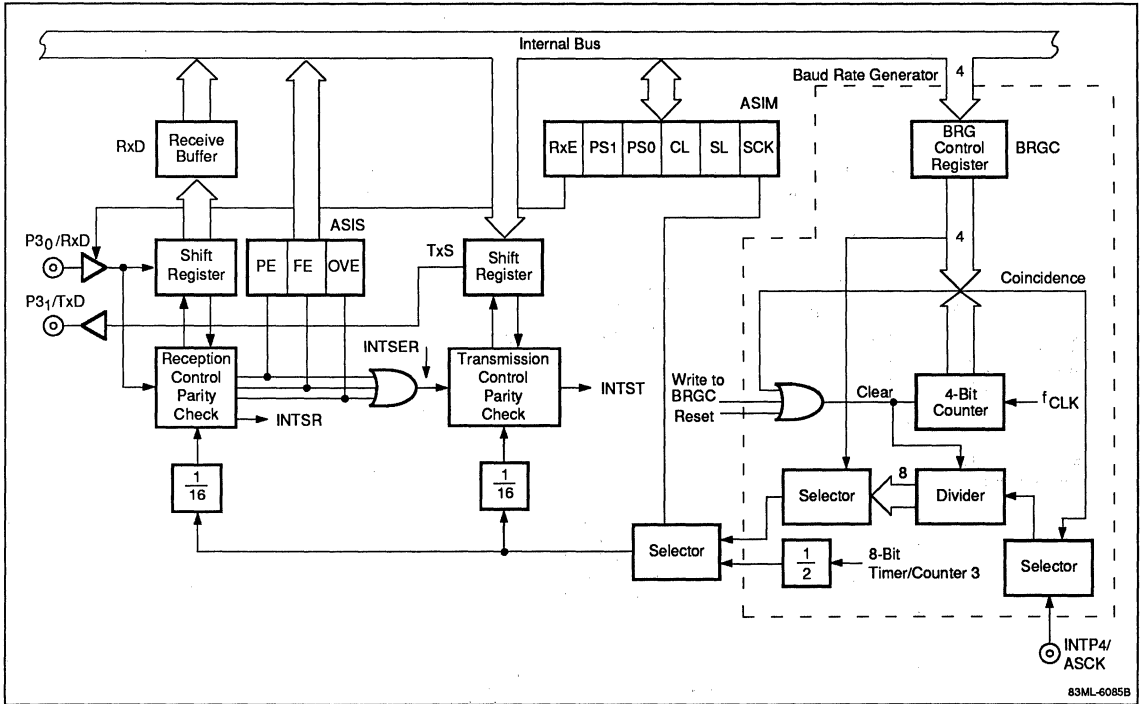 Internal Bus
Baud Rate Generator
4
ASIM
RxD
Receive
Buffer
RxE PS1 PS0 CL SL SCK
BRG
Control
Register
BRGC
ASIS
P30/RxD
Shift
Register
PE FE OVE
TxS
Shift
Register
4
Coincidence
P31/TxD
Reception
Control
Parity
Check
INTSER
Transmission
Control
Parity
Check
INTST
INTSR
Write to
BRGC
Reset
Clear
4-Bit
Counter
fCLK
1
16
1
16
Selector
8
Divider
Selector
1
2
8-Bit
Timer/Counter 3
Selector
INTP4/
ASCK
83ML-6085B